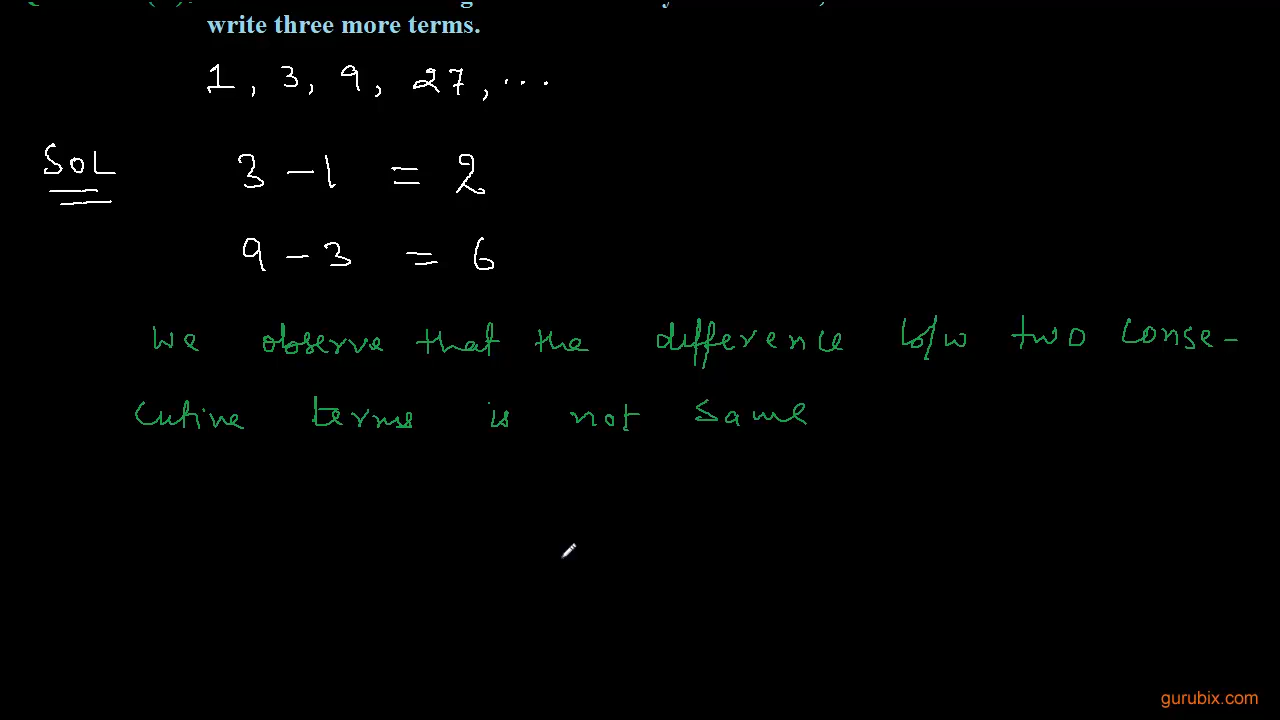 write three more terms.
1, 3, 9, 27, ...
SOL
3 - 1 = 2
9 - 3 = 6
We observe that the difference b/w two conse-
cutive terms is not same
gurubix.com